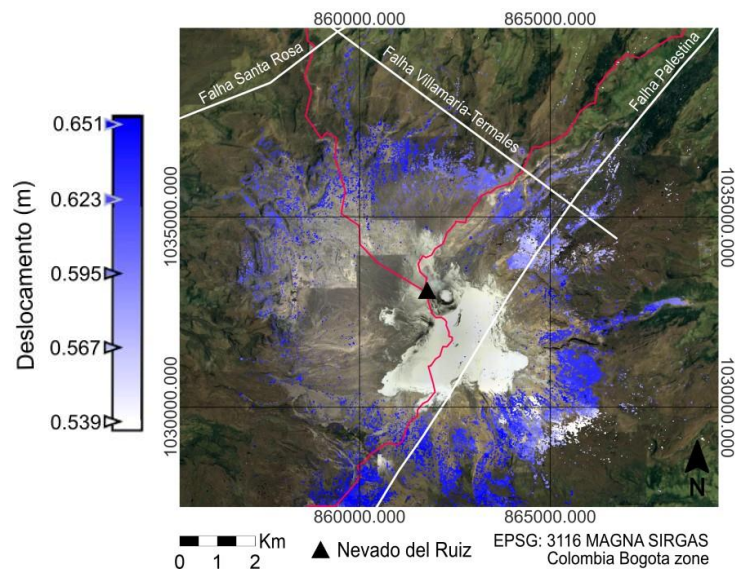 860000.000 865000.000
Falha Santa Rosa
Falha Villamaría-Termales
Falha Palestina
Deslocamento (m)
0.651
0.623
0.595
0.567
0.539
1035000.000
1030000.000
1035000.000
1030000.000
N
860000.000 865000.000
Km
0 1 2
Nevado del Ruiz
EPSG: 3116 MAGNA SIRGAS
Colombia Bogota zone